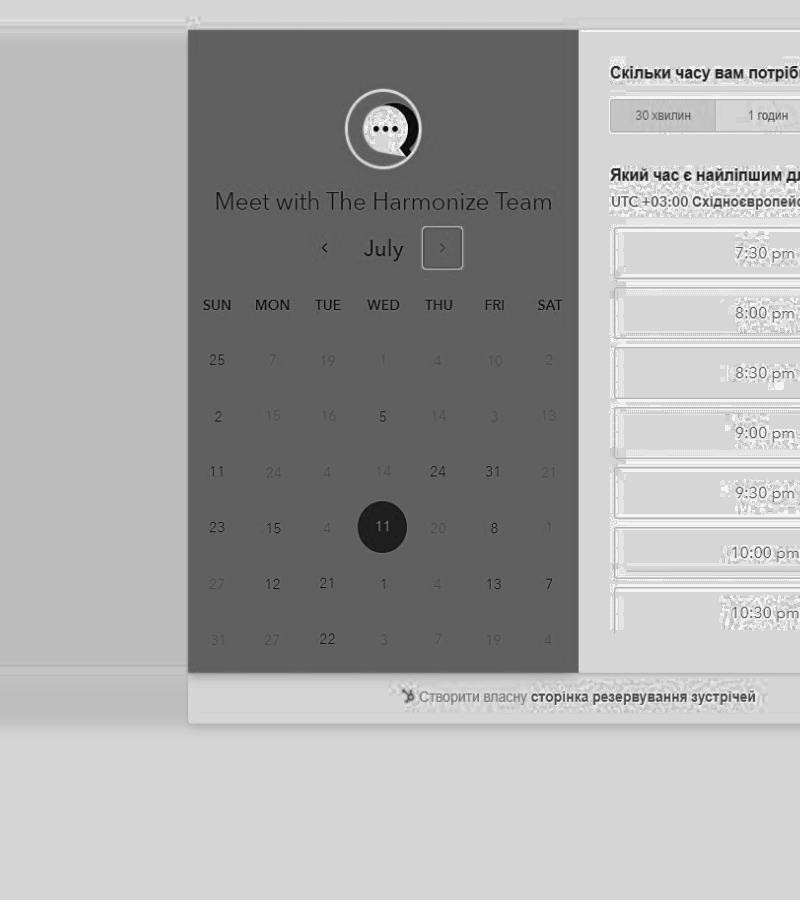 Meet with The Harmonize Team
July
SUN MON TUE WED THU FRI SAT
25 7 19 1 4 10 2
2 15 16 5 14 3 13
11 24 4 14 24 31 21
23 15 4 11 20 8 1
27 12 21 1 4 13 7
31 27 22 3 7 19 4
Скільки часу вам потріб
30 хвилин 1 годин
Який час є найліпшим д
UTC +03:00 Східноєвропейс
7:30 pm
8:00 pm
8:30 pm
9:00 pm
9:30 pm
10:00 pm
10:30 pm
Створити власну сторінка резервування зустрічей